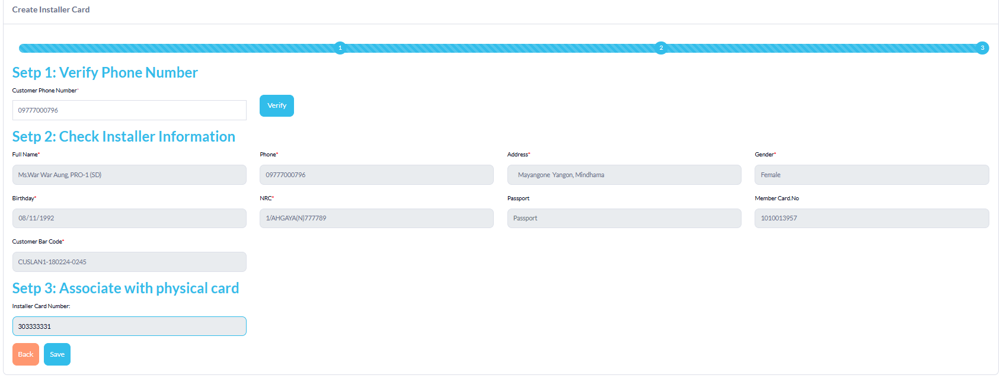 Create Installer Card
1 2 3
Setp 1: Verify Phone Number
Customer Phone Number*
09777000796
Verify
Setp 2: Check Installer Information
Full Name* Phone* Address* Gender*
Ms.War War Aung, PRO-1 (SD) 09777000796 Mayangone Yangon, Mindhama Female
Birthday* NRC* Passport Member Card.No
08/11/1992 1/AHGAYA(N)777789 Passport 1010013957
Customer Bar Code*
CUSLAN1-180224-0245
Setp 3: Associate with physical card
Installer Card Number:
303333331
Back Save